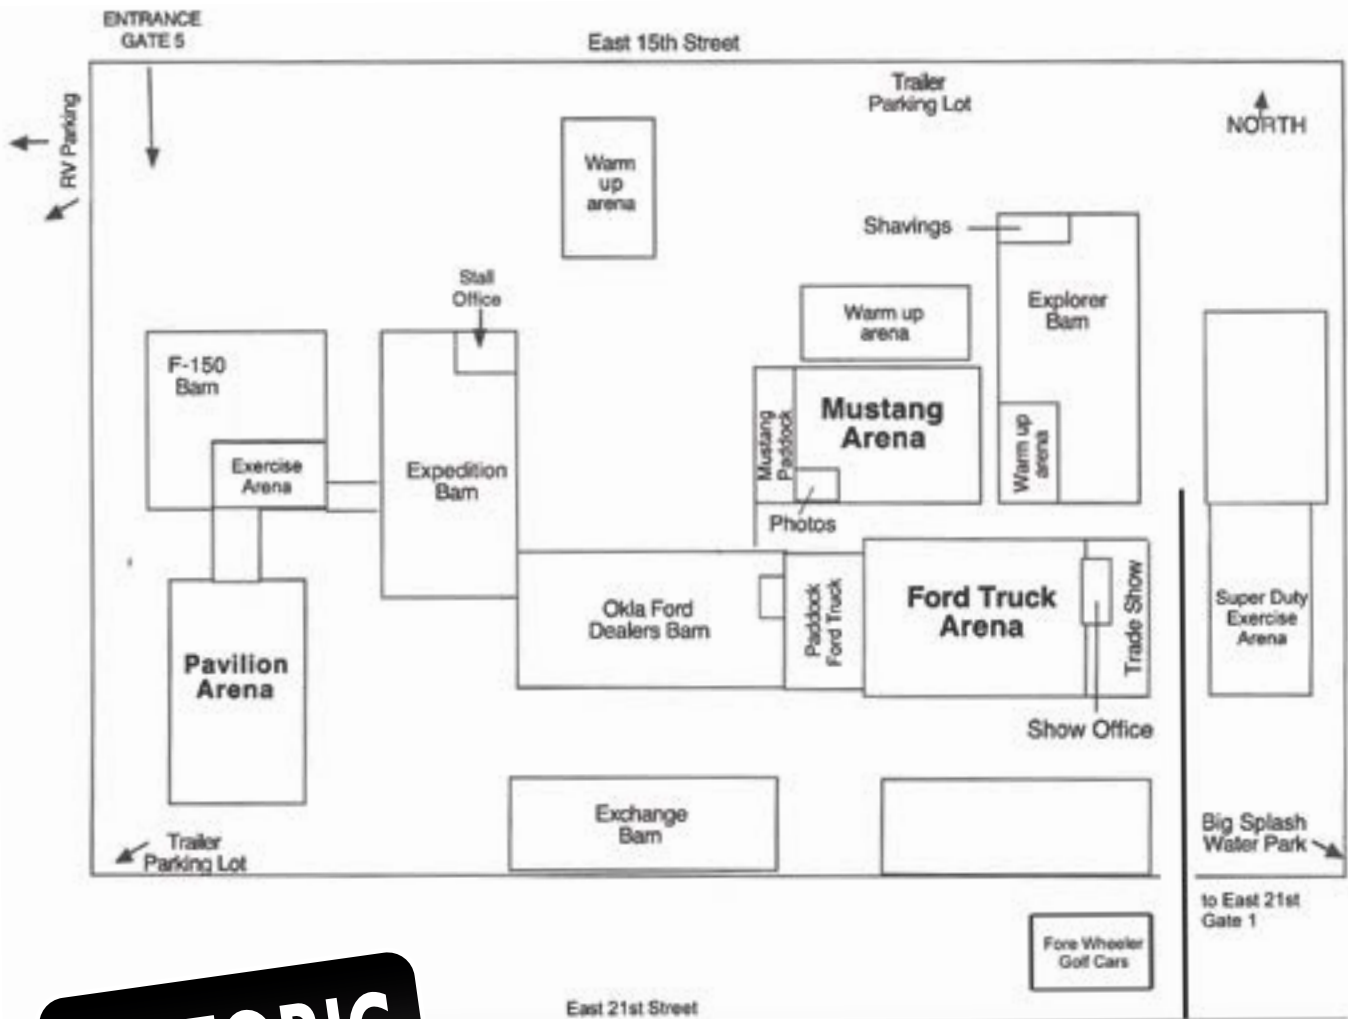 ENTRANCE
GATE 5
East 15th Street
Trailer
Parking Lot
NORTH
RV Parking
Warm
up
arena
Shavings
Stall
Office
Explorer
Barn
Warm up
arena
F-150
Barn
Mustang
Paddock
Mustang
Arena
Warm up
arena
Exercise
Arena
Expedition
Barn
Photos
Okla Ford
Dealers Barn
Paddock
Ford Truck
Ford Truck
Arena
Trade Show
Super Duty
Exercise
Arena
Pavilion
Arena
Show Office
Exchange
Barn
Big Splash
Water Park
Trailer
Parking Lot
to East 21st
Gate 1
Fore Wheeler
Golf Cars
East 21st Street